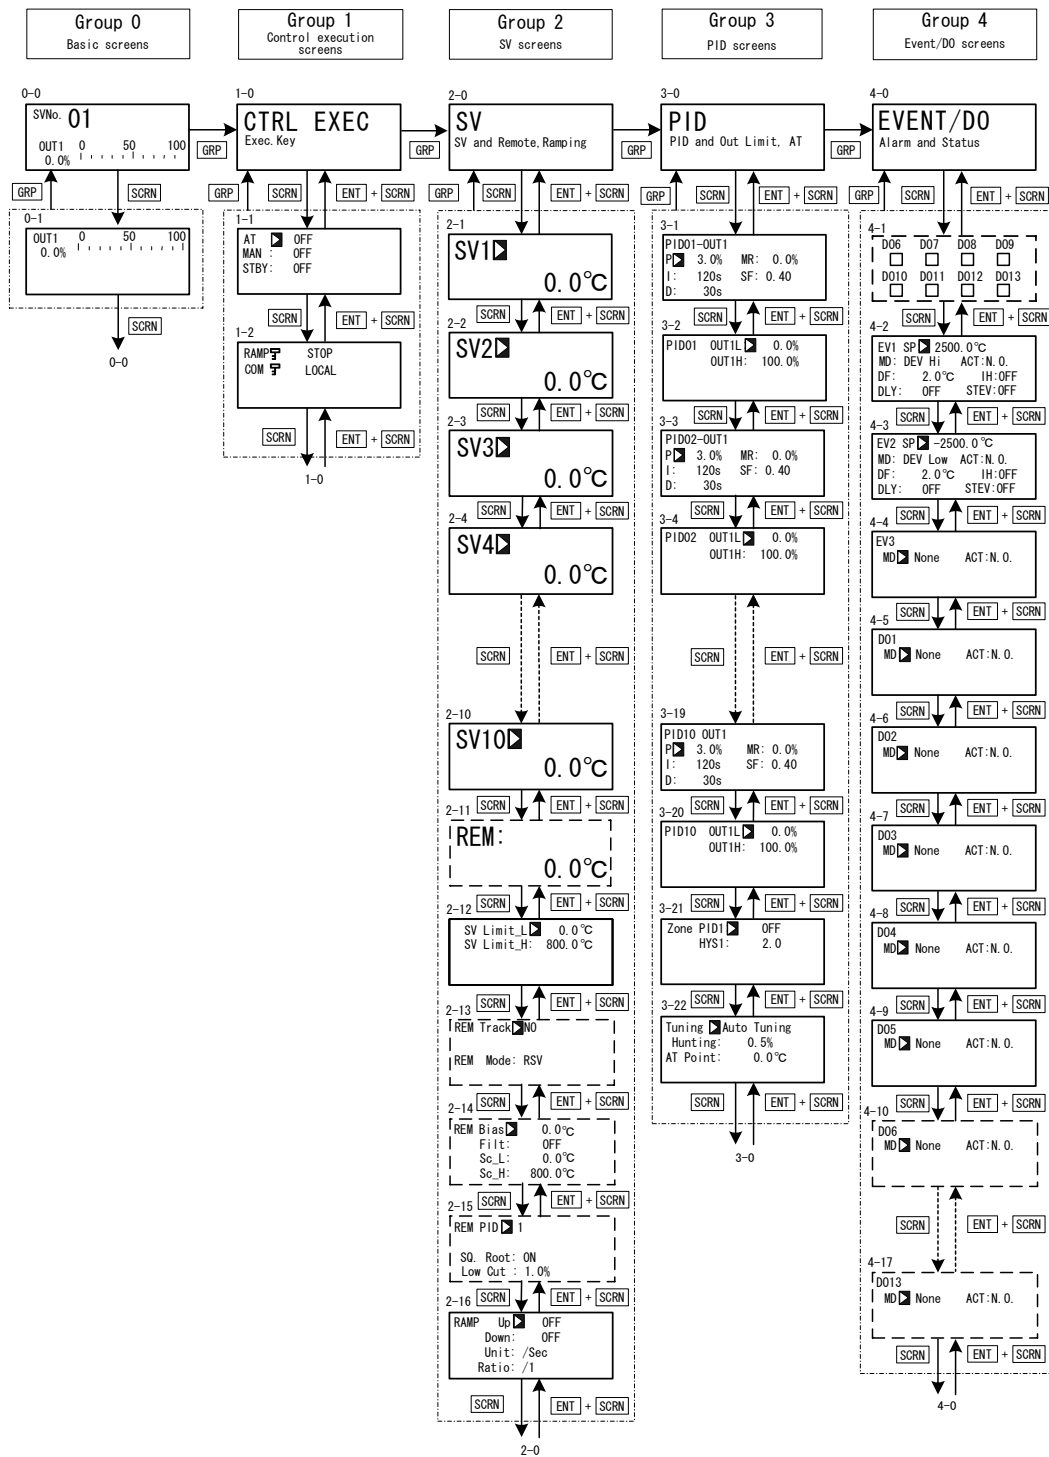 Group 0
Basic screens
Group 1
Control execution
screens
Group 2
SV screens
Group 3
PID screens
Group 4
Event/DO screens
0-0
SVNo. 01
OUT1 0 50 100
0.0%
GRP
SCRN
0-1
OUT1 0 50 100
0.0%
SCRN
0-0
GRP
1-0
CTRL EXEC
Exec. Key
GRP
SCRN
ENT + SCRN
1-1
AT OFF
MAN : OFF
STBY: OFF
SCRN
ENT + SCRN
1-2
RAMP STOP
COM LOCAL
SCRN
ENT + SCRN
1-0
GRP
2-0
SV
SV and Remote, Ramping
GRP
SCRN
ENT + SCRN
2-1
SV1
0.0℃
SCRN
ENT + SCRN
2-2
SV2
0.0℃
SCRN
ENT + SCRN
2-3
SV3
0.0℃
SCRN
ENT + SCRN
2-4
SV4
0.0℃
SCRN
ENT + SCRN
2-10
SV10
0.0℃
SCRN
ENT + SCRN
2-11
REM:
0.0℃
SCRN
ENT + SCRN
2-12
SV Limit_L 0.0℃
SV Limit_H: 800.0℃
SCRN
ENT + SCRN
2-13
REM Track NO
REM Mode: RSV
SCRN
ENT + SCRN
2-14
REM Bias 0.0℃
Filt: OFF
Sc_L: 0.0℃
Sc_H: 800.0℃
SCRN
ENT + SCRN
2-15
REM PID 1
SQ. Root: ON
Low Cut : 1.0%
SCRN
ENT + SCRN
2-16
RAMP Up OFF
Down: OFF
Unit: /Sec
Ratio: /1
SCRN
ENT + SCRN
2-0
GRP
3-0
PID
PID and Out Limit, AT
GRP
SCRN
ENT + SCRN
3-1
PID01-OUT1
P 3.0% MR: 0.0%
I: 120s SF: 0.40
D: 30s
SCRN
ENT + SCRN
3-2
PID01 OUT1L 0.0%
OUT1H: 100.0%
SCRN
ENT + SCRN
3-3
PID02-OUT1
P 3.0% MR: 0.0%
I: 120s SF: 0.40
D: 30s
SCRN
ENT + SCRN
3-4
PID02 OUT1L 0.0%
OUT1H: 100.0%
SCRN
ENT + SCRN
3-19
PID10 OUT1
P 3.0% MR: 0.0%
I: 120s SF: 0.40
D: 30s
SCRN
ENT + SCRN
3-20
PID10 OUT1L 0.0%
OUT1H: 100.0%
SCRN
ENT + SCRN
3-21
Zone PID1 OFF
HYS1: 2.0
SCRN
ENT + SCRN
3-22
Tuning Auto Tuning
Hunting: 0.5%
AT Point: 0.0℃
SCRN
ENT + SCRN
3-0
GRP
4-0
EVENT/DO
Alarm and Status
GRP
SCRN
ENT + SCRN
4-1
DO6 DO7 DO8 DO9
DO10 DO11 DO12 DO13
SCRN
ENT + SCRN
4-2
EV1 SP 2500.0℃
MD: DEV Hi ACT:N.O.
DF: 2.0℃ IH:OFF
DLY: OFF STEV:OFF
SCRN
ENT + SCRN
4-3
EV2 SP -2500.0℃
MD: DEV Low ACT:N.O.
DF: 2.0℃ IH:OFF
DLY: OFF STEV:OFF
SCRN
ENT + SCRN
4-4
EV3
MD None ACT:N.O.
SCRN
ENT + SCRN
4-5
DO1
MD None ACT:N.O.
SCRN
ENT + SCRN
4-6
DO2
MD None ACT:N.O.
SCRN
ENT + SCRN
4-7
DO3
MD None ACT:N.O.
SCRN
ENT + SCRN
4-8
DO4
MD None ACT:N.O.
SCRN
ENT + SCRN
4-9
DO5
MD None ACT:N.O.
SCRN
ENT + SCRN
4-10
DO6
MD None ACT:N.O.
SCRN
ENT + SCRN
4-17
DO13
MD None ACT:N.O.
SCRN
ENT + SCRN
4-0